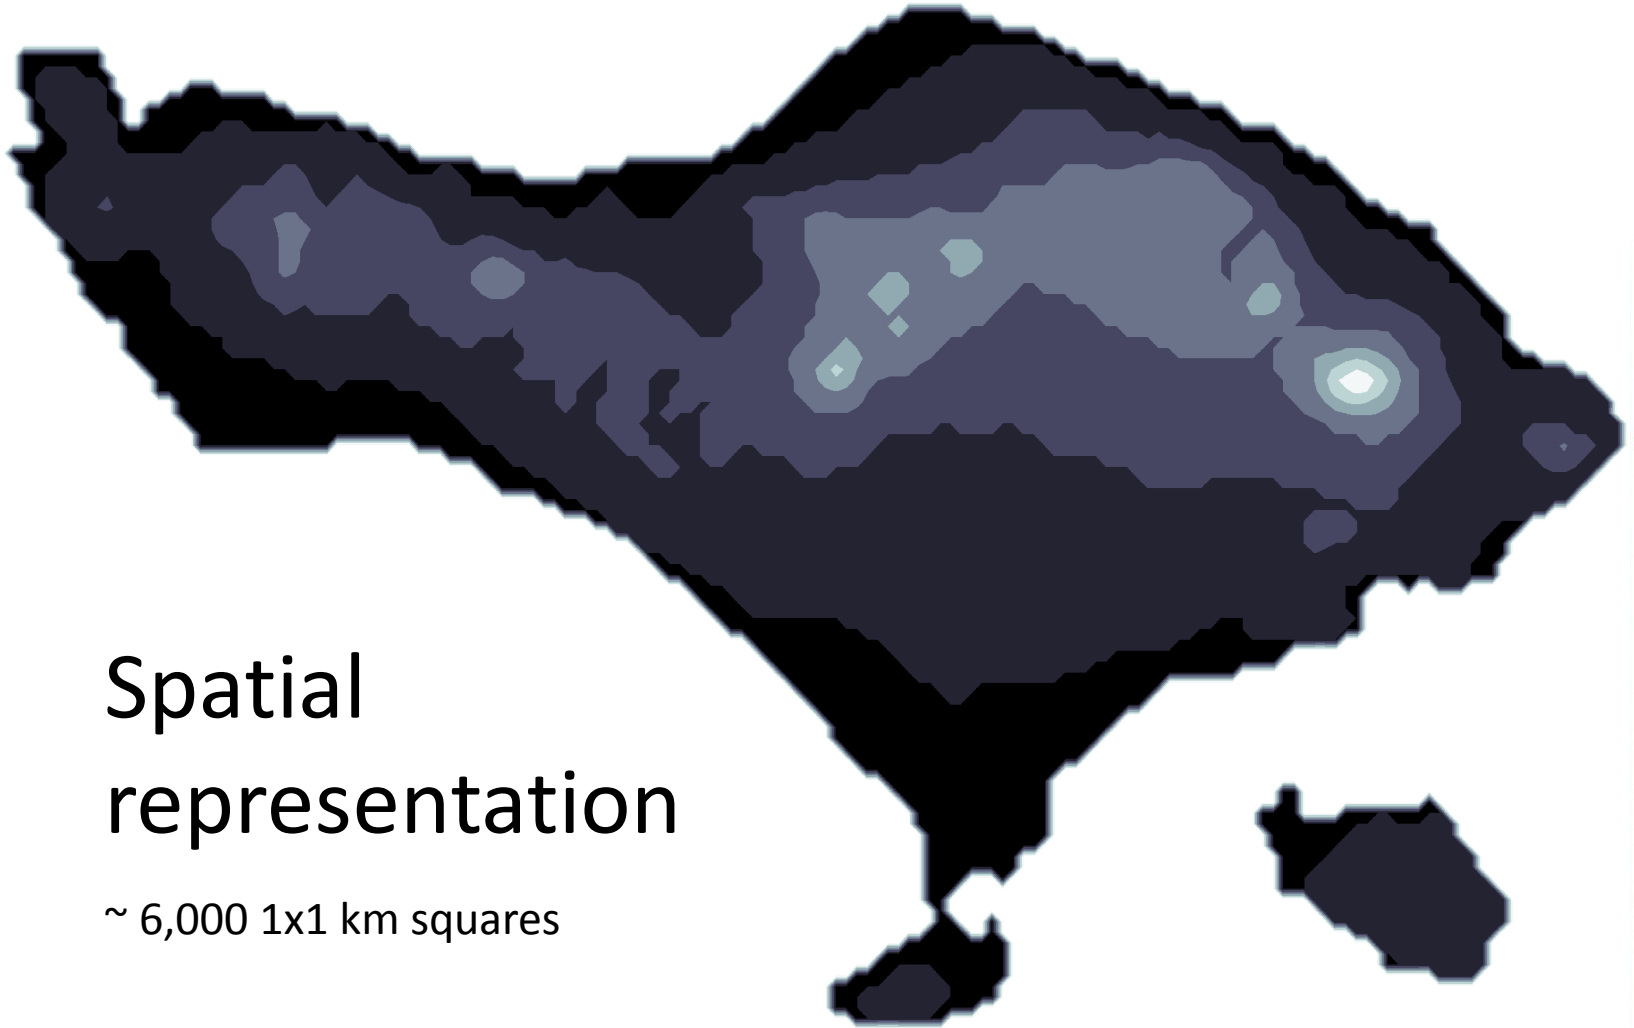 Spatial
representation
~ 6,000 1x1 km squares